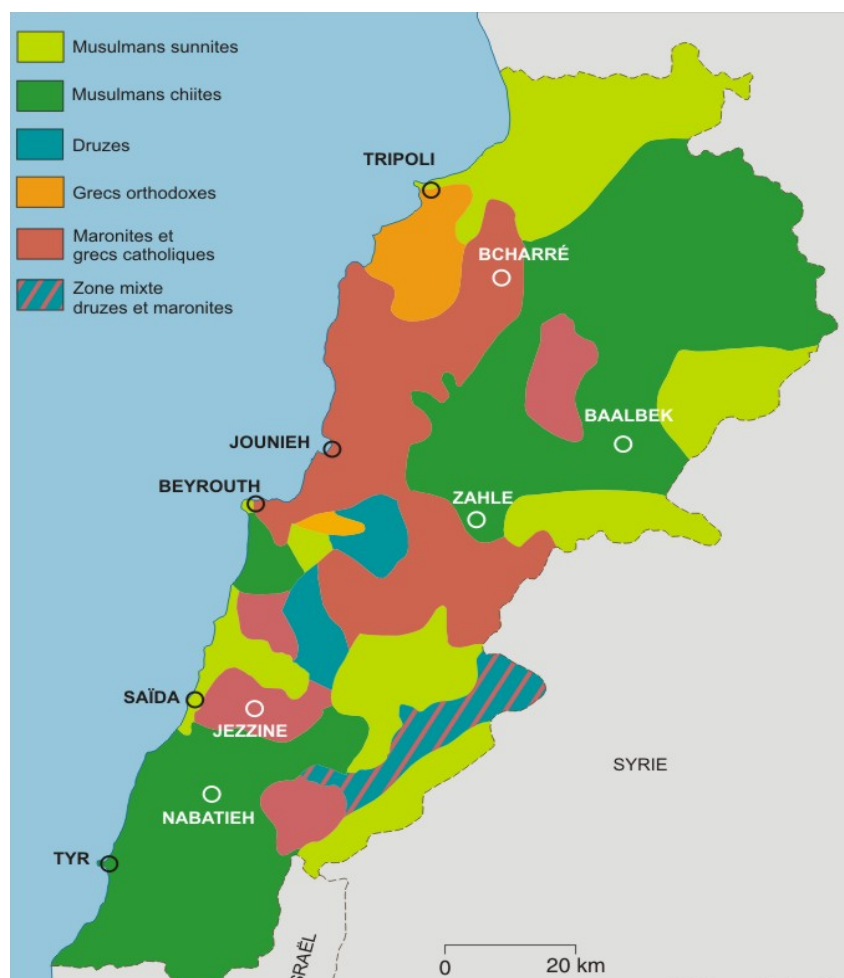 Musulmans sunnites
Musulmans chiites
Druzes
Grecs orthodoxes
Maronites et
grecs catholiques
Zone mixte
druzes et maronites
TRIPOLI
BCHARRÉ
BAALBEK
JOUNIEH
BEYROUTH
ZAHLE
SAÏDA
JEZZINE
SYRIE
NABATIEH
TYR
SRAËL
0 20 km